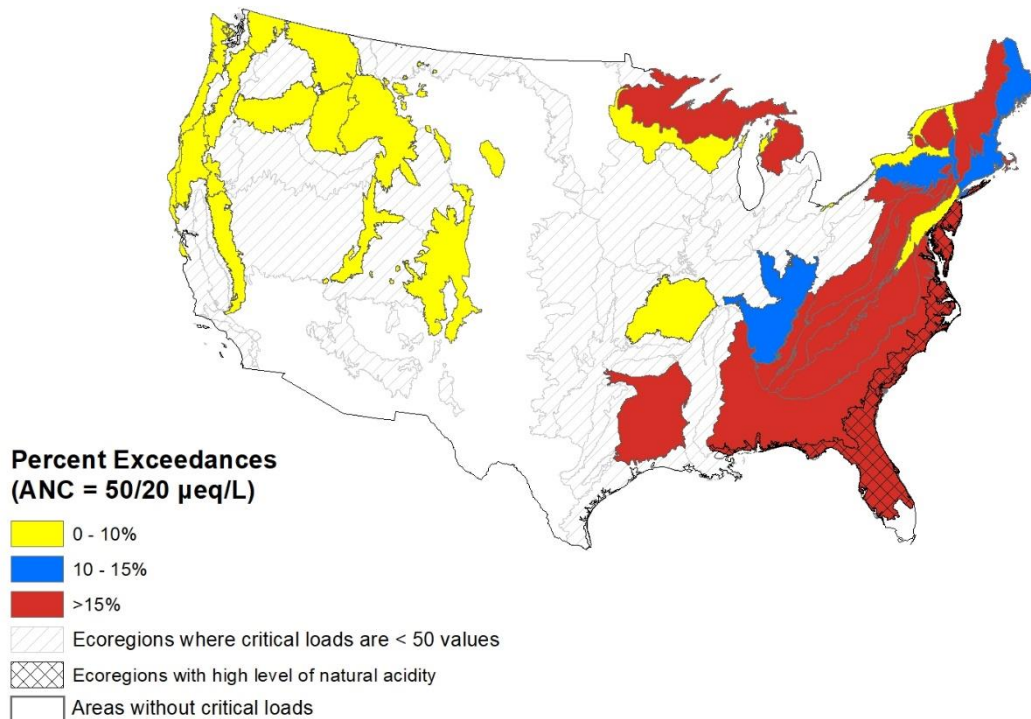 Percent Exceedances
(ANC = 50/20 μeq/L)
0 - 10%
10 - 15%
>15%
Ecoregions where critical loads are < 50 values
Ecoregions with high level of natural acidity
Areas without critical loads